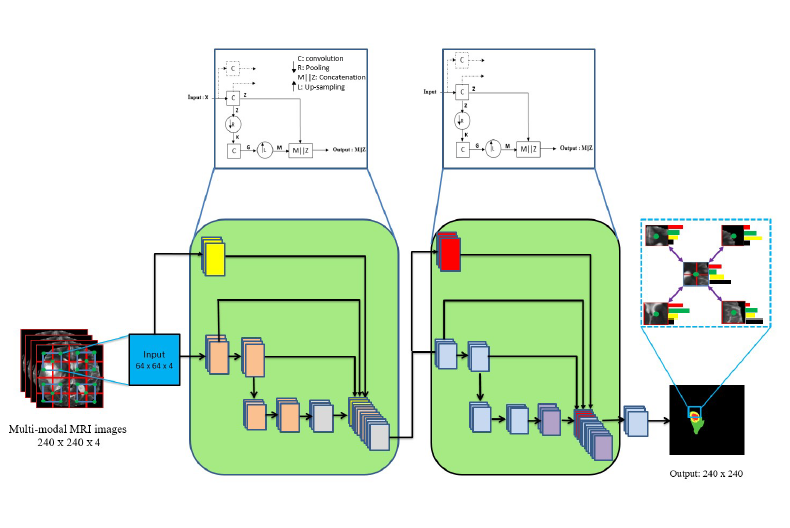 C: convolution
R: Pooling
M||Z: Concatenation
L: Up-sampling
C
Input : X
C
Z
Z
R
K
C
G
L
M
M||Z
Output : M||Z
C
Input
C
Z
Z
R
K
C
G
L
M
M||Z
Output : M||Z
Input
64 x 64 x 4
Multi-modal MRI images
240 x 240 x 4
Output: 240 x 240